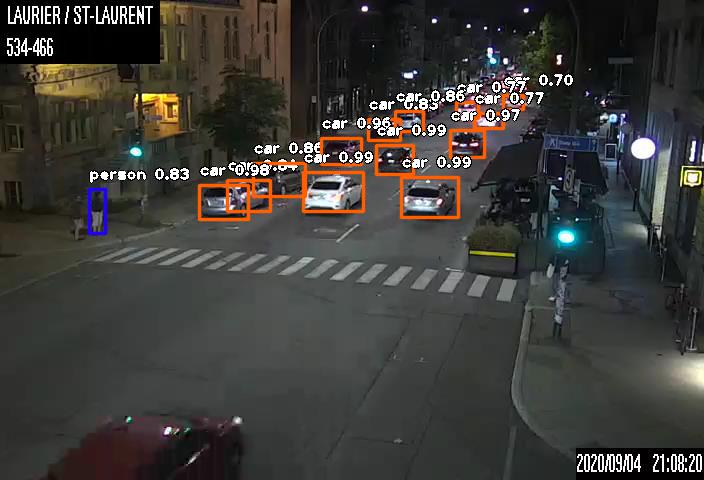 LAURIER / ST-LAURENT
534-466
car 0.70
car 0.77
car 0.86
car 0.77
car 0.83
car 0.97
0.96
car 0.99
car 0.86
car 0.99
car 0.99
person 0.83
car 0.98
2020/09/04 21:08:20